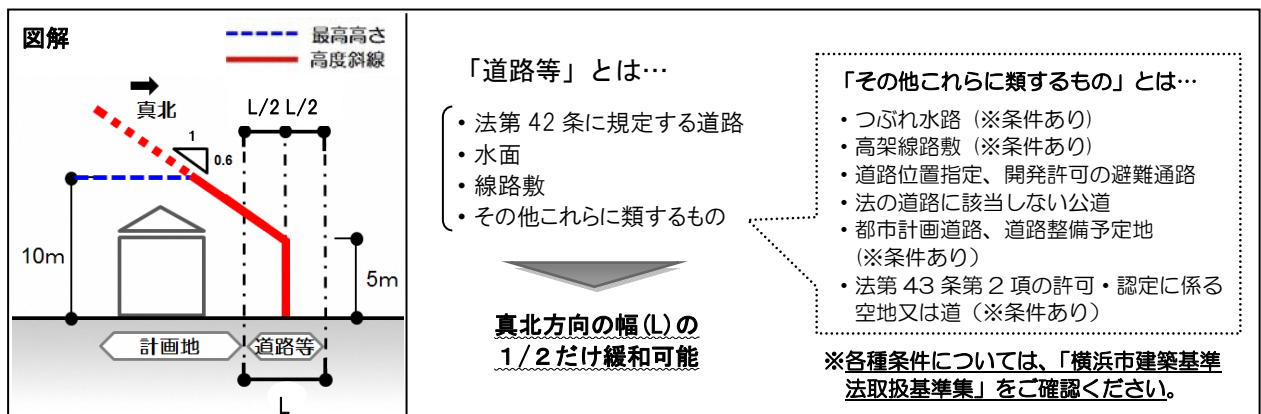 図解
最高高さ
高度斜線
真北
L/2 L/2
1
0.6
10m
5m
計画地
道路等
L
「道路等」とは…
・法第 42 条に規定する道路
・水面
・線路敷
・その他これらに類するもの
真北方向の幅(L)の
1/2だけ緩和可能
「その他これらに類するもの」とは…
・つぶれ水路（※条件あり）
・高架線路敷（※条件あり）
・道路位置指定、開発許可の避難通路
・法の道路に該当しない公道
・都市計画道路、道路整備予定地
(※条件あり）
・法第 43 条第 2 項の許可・認定に係る
空地又は道（※条件あり）
※各種条件については、「横浜市建築基準
法取扱基準集」をご確認ください。